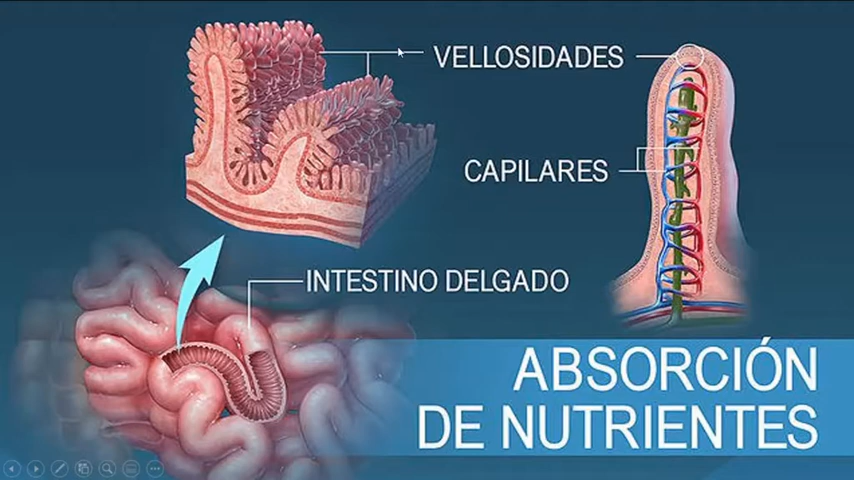 VELLOSIDADES
CAPILARES
INTESTINO DELGADO
ABSORCIÓN
DE NUTRIENTES